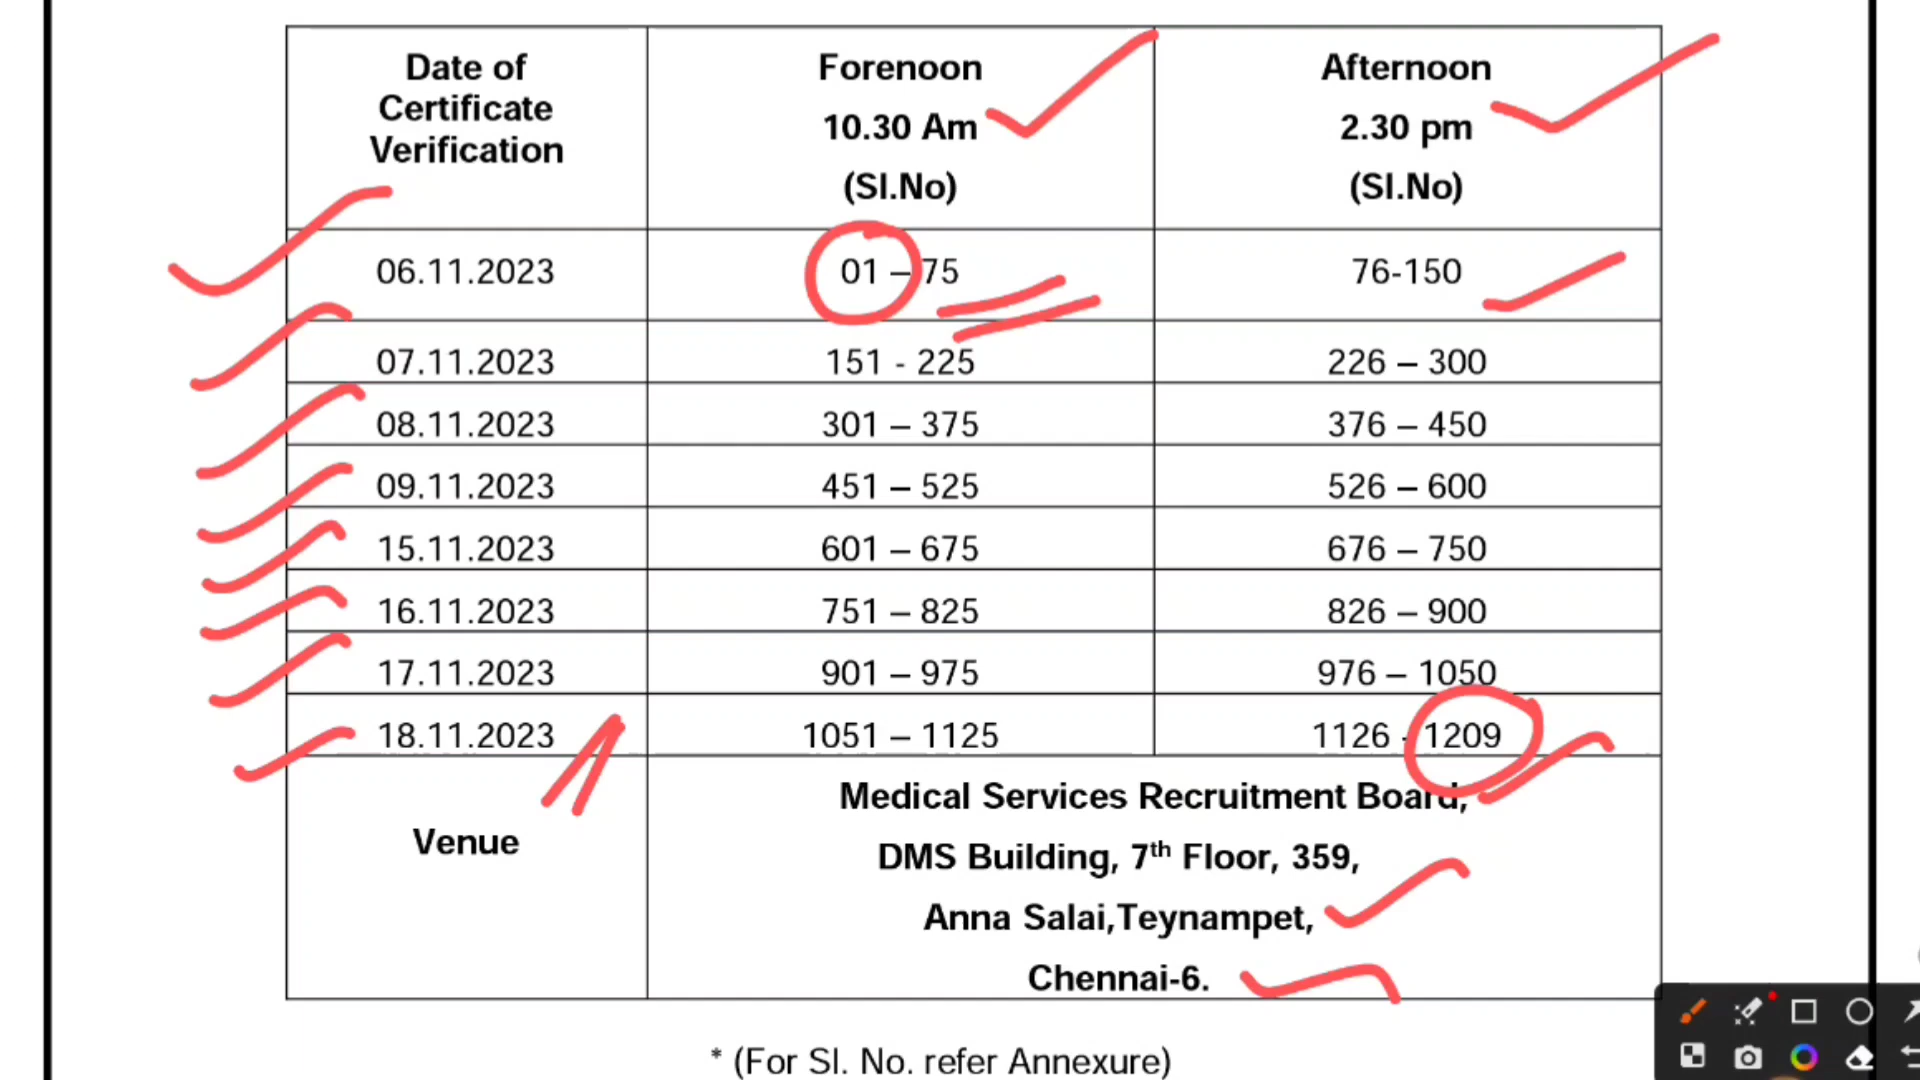 Date of
Certificate
Verification
Forenoon
10.30 Am
(Sl.No)
Afternoon
2.30 pm
(Sl.No)
06.11.2023 01 – 75 76-150
07.11.2023 151 - 225 226 – 300
08.11.2023 301 – 375 376 – 450
09.11.2023 451 – 525 526 – 600
15.11.2023 601 – 675 676 – 750
16.11.2023 751 – 825 826 – 900
17.11.2023 901 – 975 976 – 1050
18.11.2023 1051 – 1125 1126 - 1209
Venue
Medical Services Recruitment Board,
DMS Building, 7th Floor, 359,
Anna Salai,Teynampet,
Chennai-6.
* (For Sl. No. refer Annexure)